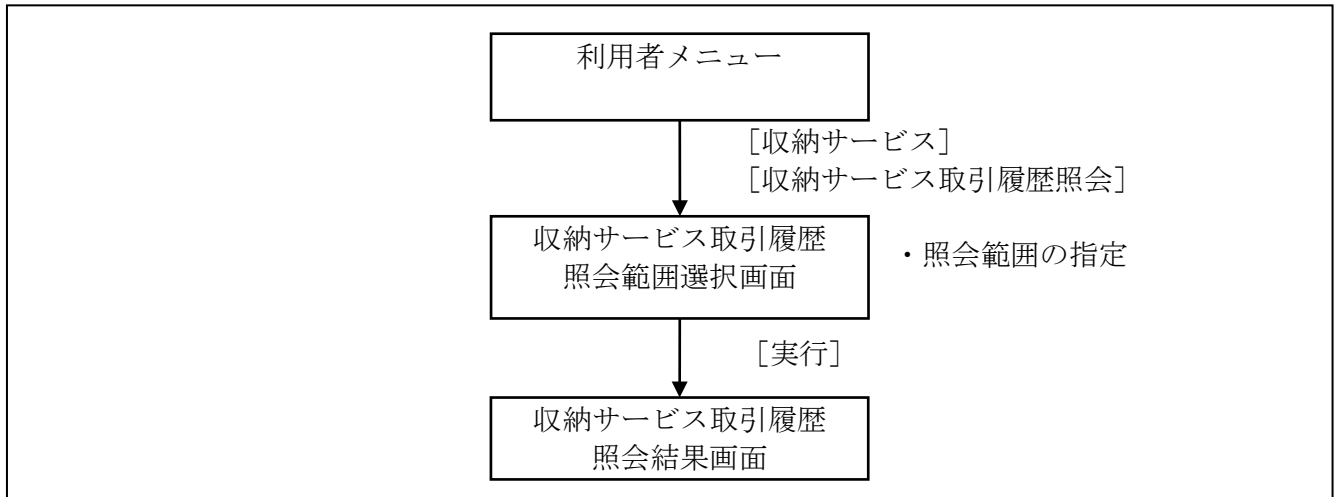 利用者メニュー
［収納サービス］
［収納サービス取引履歴照会］
収納サービス取引履歴
照会範囲選択画面
・照会範囲の指定
［実行］
収納サービス取引履歴
照会結果画面